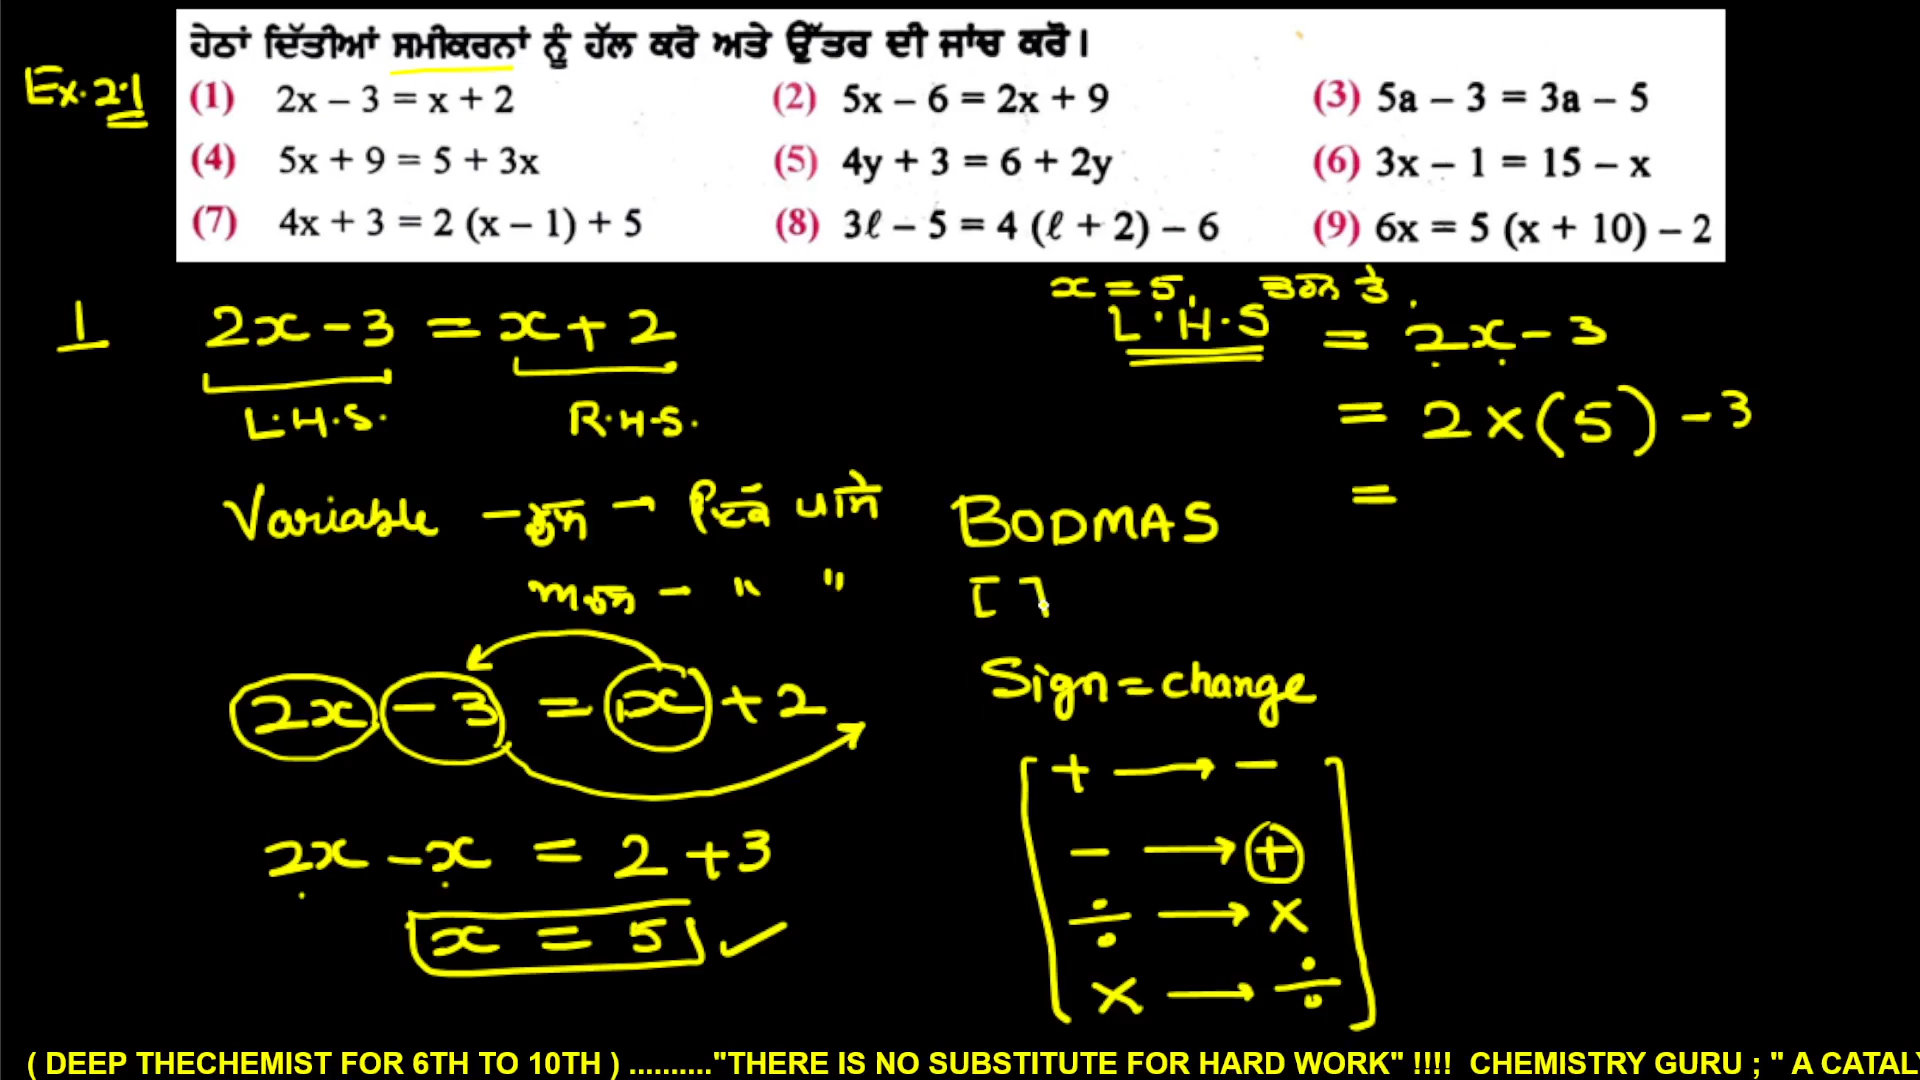 ਹੇਠਾਂ ਦਿੱਤੀਆਂ ਸਮੀਕਰਨਾਂ ਨੂੰ ਹੱਲ ਕਰੋ ਅਤੇ ਉੱਤਰ ਦੀ ਜਾਂਚ ਕਰੋ।
Ex. 2.1
(1) 2x – 3 = x + 2 (2) 5x – 6 = 2x + 9 (3) 5a – 3 = 3a – 5
(4) 5x + 9 = 5 + 3x (5) 4y + 3 = 6 + 2y (6) 3x – 1 = 15 – x
(7) 4x + 3 = 2 (x – 1) + 5 (8) 3ℓ – 5 = 4 (ℓ + 2) – 6 (9) 6x = 5 (x + 10) – 2
1 2x - 3 = x + 2
L.H.S. R.H.S.
Variable - → ਇੱਕ ਪਾਸੇ
- " "
2x - 3 = x + 2
2x - x = 2 + 3
x = 5 ✓
x = 5,
L.H.S = 2x - 3
= 2 × (5) - 3
=
BODMAS
[ ]
Sign = change
+ → -
- → +
÷ → ×
× → ÷
( DEEP THECHEMIST FOR 6TH TO 10TH ) .........."THERE IS NO SUBSTITUTE FOR HARD WORK" !!!! CHEMISTRY GURU ; " A CATALY